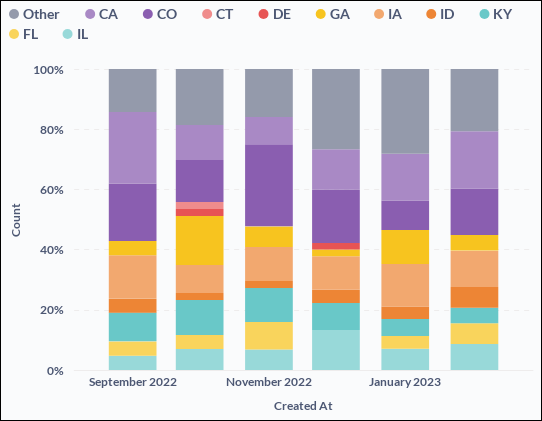 Other CA CO CT DE GA IA ID KY
FL IL
100%
80%
60%
40%
20%
0%
Count
September 2022 November 2022 January 2023
Created At